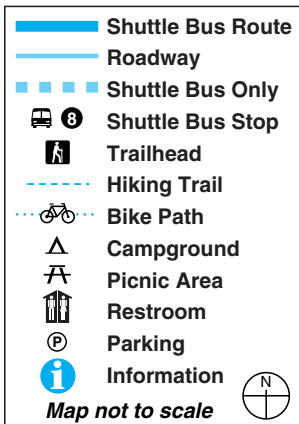 Shuttle Bus Route
Roadway
Shuttle Bus Only
8 Shuttle Bus Stop
Trailhead
Hiking Trail
Bike Path
Campground
Picnic Area
Restroom
P Parking
i Information
N
Map not to scale